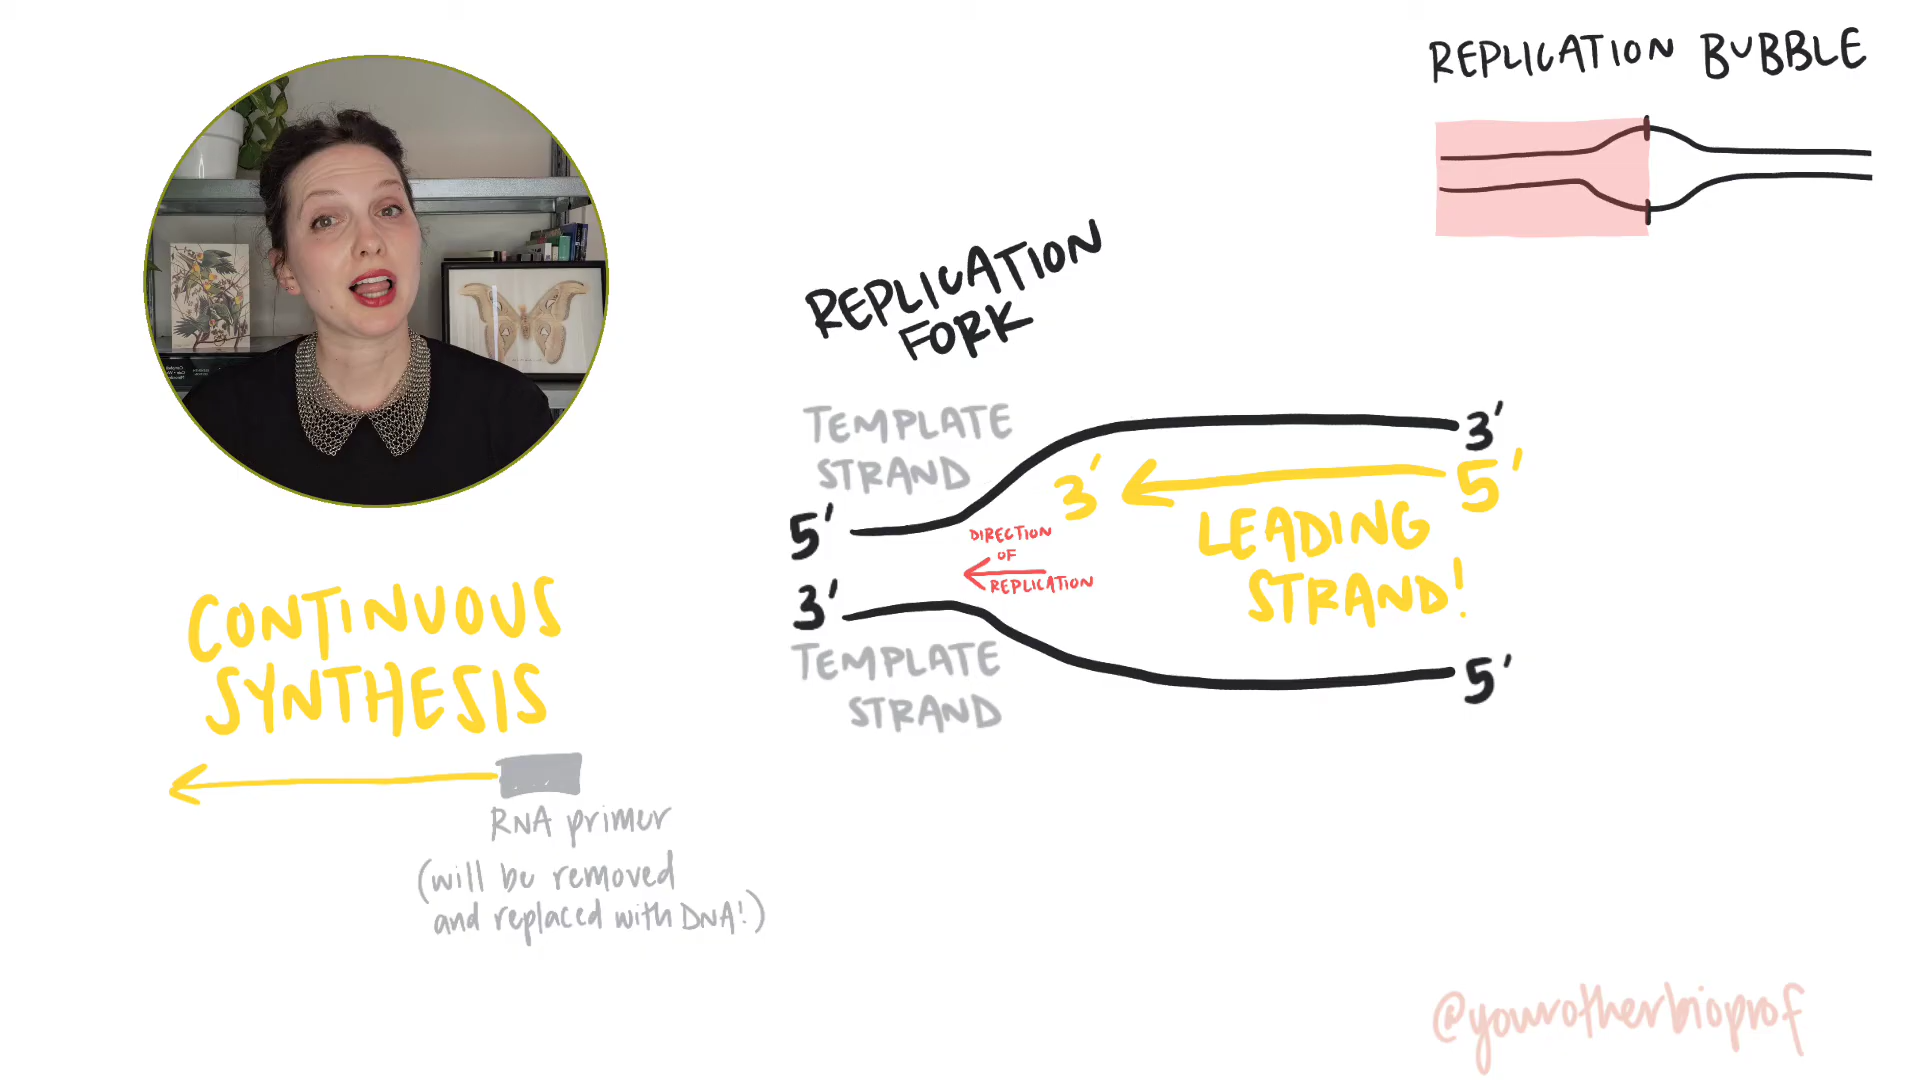 REPLICATION BUBBLE
REPLICATION
FORK
TEMPLATE
STRAND
3'
3'
5'
5'
LEADING
STRAND!
DIRECTION
OF
REPLICATION
3'
5'
TEMPLATE
STRAND
CONTINUOUS
SYNTHESIS
RNA primer
(will be removed
and replaced with DNA!)
@yourotherbioprof